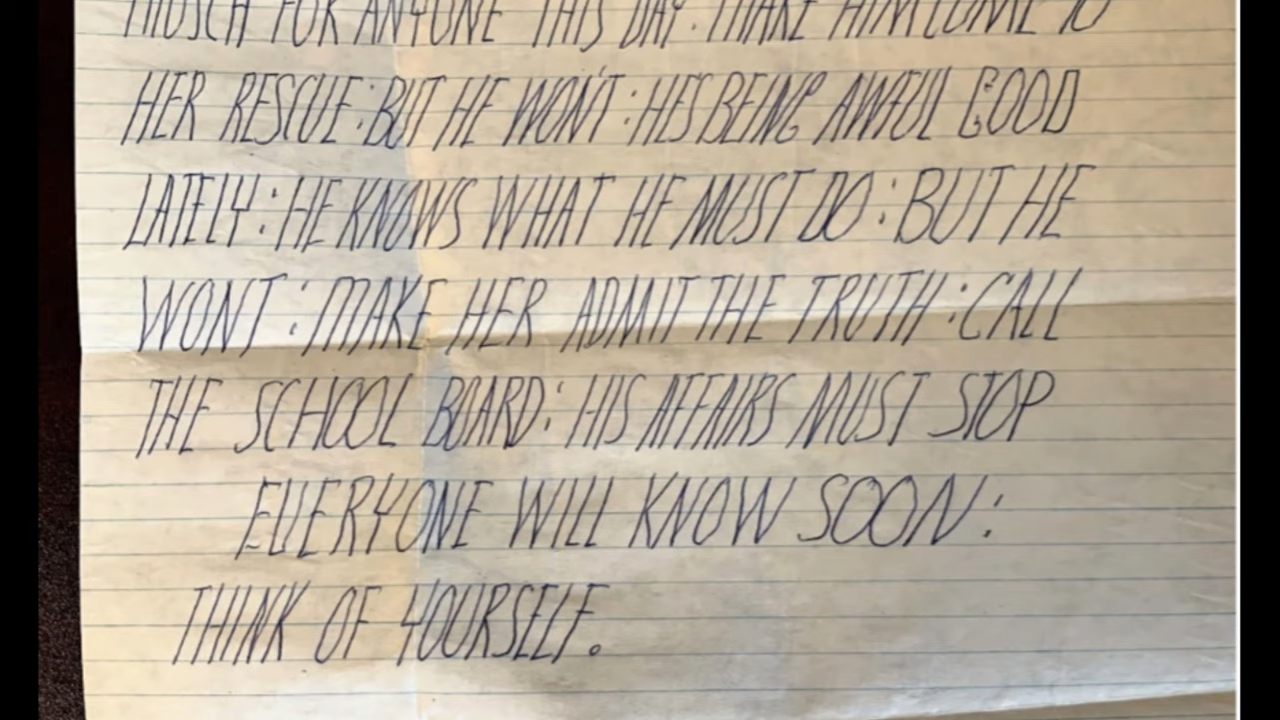 FOR ANYONE THIS DAY: MAKE HIM COME TO
HER RESCUE: BUT HE WON'T: HE'S BEING AWFUL GOOD
LATELY: HE KNOWS WHAT HE MUST DO: BUT HE
WONT: MAKE HER ADMIT THE TRUTH: CALL
THE SCHOOL BOARD: HIS AFFAIRS MUST STOP
EVERYONE WILL KNOW SOON:
THINK OF YOURSELF.